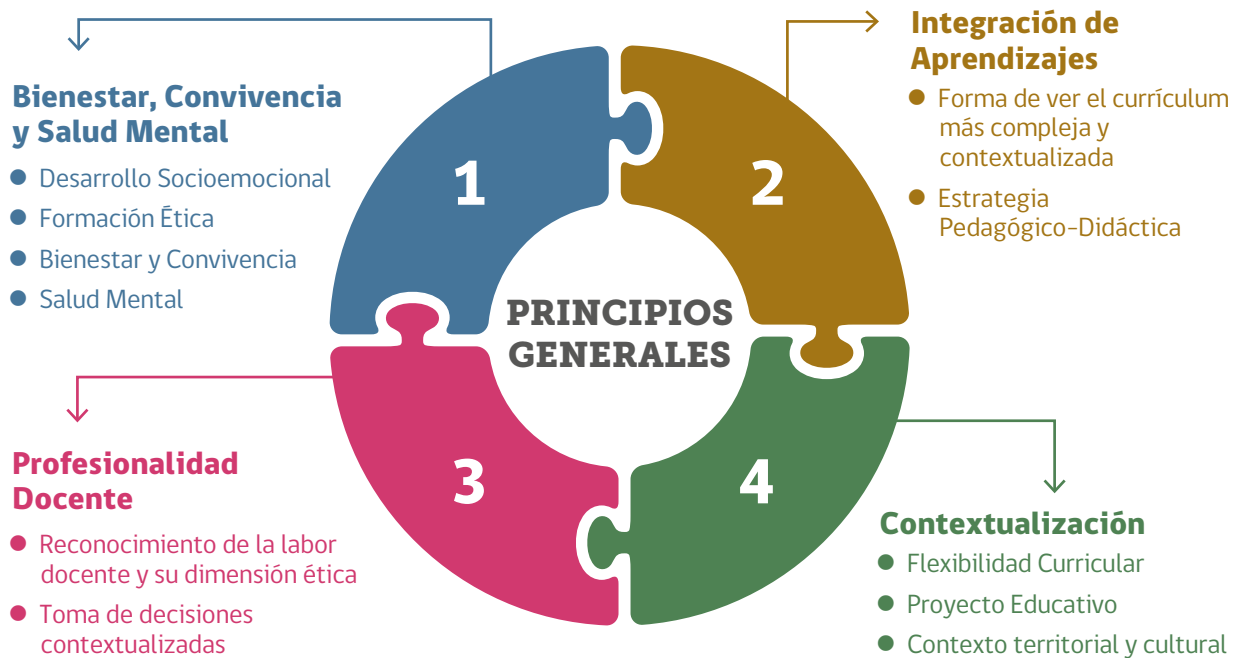 Bienestar, Convivencia
y Salud Mental
● Desarrollo Socioemocional
● Formación Ética
● Bienestar y Convivencia
● Salud Mental
1
Integración de
Aprendizajes
● Forma de ver el currículum
más compleja y
contextualizada
● Estrategia
Pedagógico-Didáctica
2
PRINCIPIOS
GENERALES
Profesionalidad
Docente
● Reconocimiento de la labor
docente y su dimensión ética
● Toma de decisiones
contextualizadas
3
4
Contextualización
● Flexibilidad Curricular
● Proyecto Educativo
● Contexto territorial y cultural